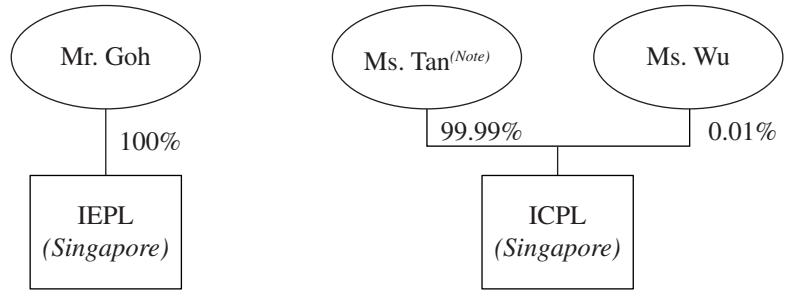 Mr. Goh
Ms. Tan(Note)
Ms. Wu
100%
99.99%
0.01%
IEPL
(Singapore)
ICPL
(Singapore)